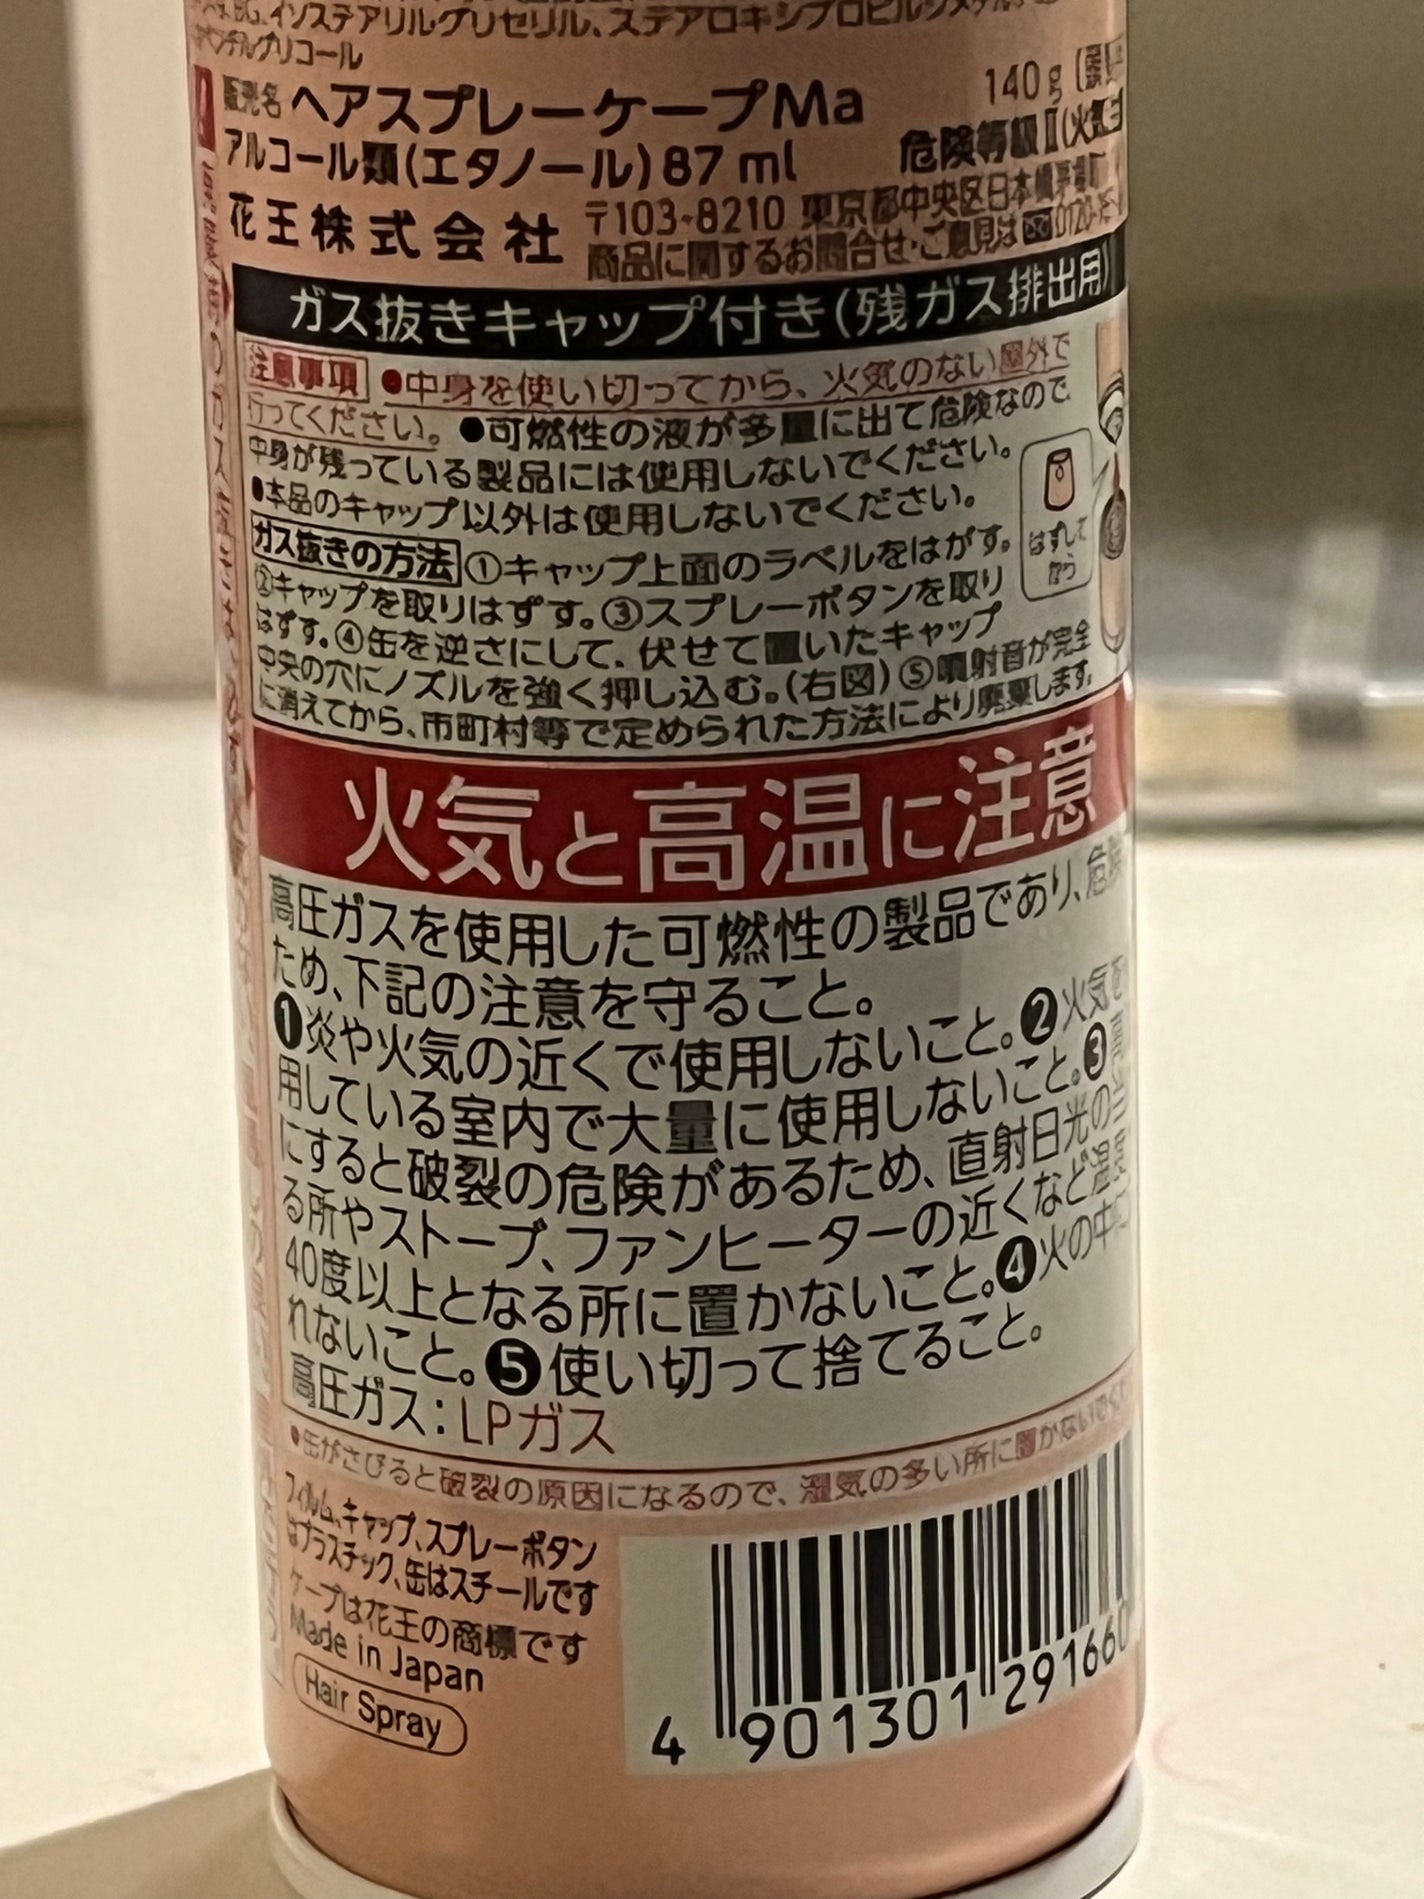 BG、イソステアリルグリセリル、ステアロキシプロピルジメチル
ペンチルグリコール
販売名 ヘアスプレーケープMa 140g
アルコール類(エタノール)87ml 危険等級Ⅱ(火気
花王株式会社 〒103-8210 東京都中央区日本橋茅場町
商品に関するお問合せ・ご意見は 0120-
ガス抜きキャップ付き(残ガス排出用)
注意事項 ●中身を使い切ってから、火気のない屋外で
行ってください。●可燃性の液が多量に出て危険なので
中身が残っている製品には使用しないでください。
●本品のキャップ以外は使用しないでください。
ガス抜きの方法 ①キャップ上面のラベルをはがす。
②キャップを取りはずす。③スプレーボタンを取り
はずす。④缶を逆さにして、伏せて置いたキャップ
中央の穴にノズルを強く押し込む。(右図)⑤噴射音が完全
に消えてから、市町村等で定められた方法により廃棄します。
はずして
から
火気と高温に注意
高圧ガスを使用した可燃性の製品であり、危険
ため、下記の注意を守ること。
❶炎や火気の近くで使用しないこと。❷火気を
用している室内で大量に使用しないこと。❸高
にすると破裂の危険があるため、直射日光の当
る所やストーブ、ファンヒーターの近くなど温度
40度以上となる所に置かないこと。❹火の中に
れないこと。❺使い切って捨てること。
高圧ガス:LPガス
●缶がさびると破裂の原因になるので、湿気の多い所に置かないでくだ
フィルム、キャップ、スプレーボタン
はプラスチック、缶はスチールです
ケープは花王の商標です
Made in Japan
Hair Spray
4 901301 291660